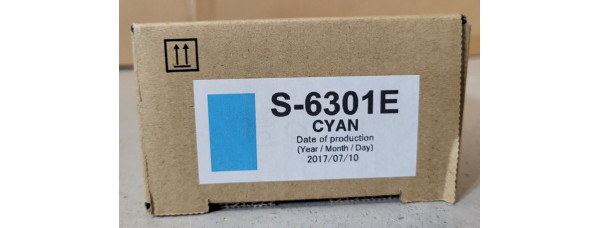 S-6301E
CYAN
Date of production
(Year / Month / Day)
2017/07/10